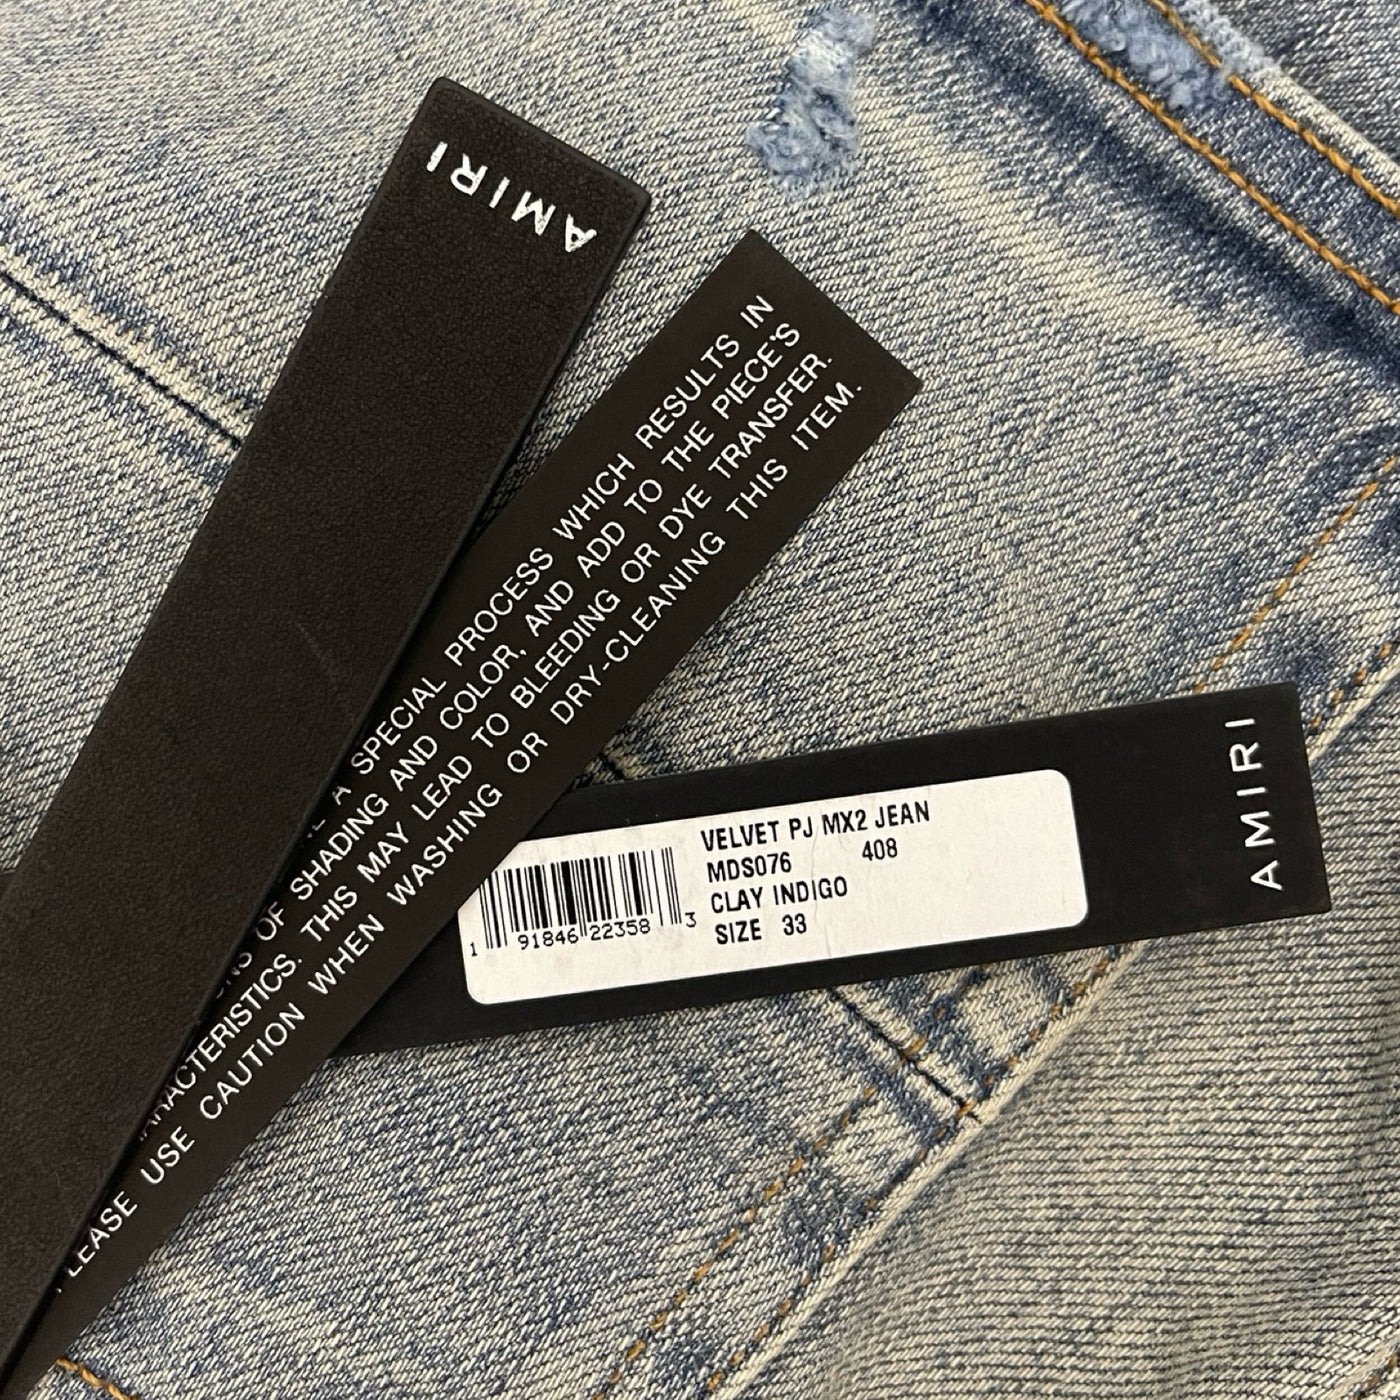 AMIRI
A SPECIAL PROCESS WHICH RESULTS IN
OF SHADING AND COLOR, AND ADD TO THE PIECE'S
CHARACTERISTICS. THIS MAY LEAD TO BLEEDING OR DYE TRANSFER.
PLEASE USE CAUTION WHEN WASHING OR DRY-CLEANING THIS ITEM.
VELVET PJ MX2 JEAN
MDS076 408
CLAY INDIGO
SIZE 33
1 91846 22358 3
AMIRI